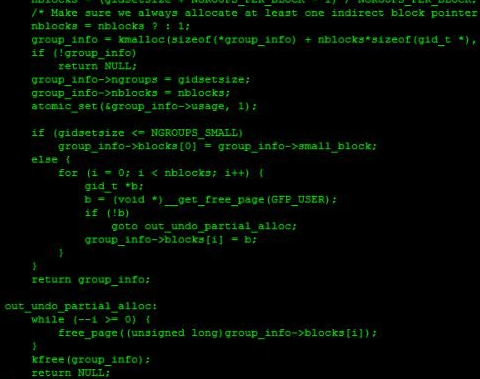 nblocks = (gidsetsize + NGROUPS_PER_BLOCK - 1) / NGROUPS_PER_BLOCK;
/* Make sure we always allocate at least one indirect block pointer
nblocks = nblocks ? : 1;
group_info = kmalloc(sizeof(*group_info) + nblocks*sizeof(gid_t *),
if (!group_info)
return NULL;
group_info->ngroups = gidsetsize;
group_info->nblocks = nblocks;
atomic_set(&group_info->usage, 1);
if (gidsetsize <= NGROUPS_SMALL)
group_info->blocks[0] = group_info->small_block;
else {
for (i = 0; i < nblocks; i++) {
gid_t *b;
b = (void *)__get_free_page(GFP_USER);
if (!b)
goto out_undo_partial_alloc;
group_info->blocks[i] = b;
}
}
return group_info;
out_undo_partial_alloc:
while (--i >= 0) {
free_page((unsigned long)group_info->blocks[i]);
}
kfree(group_info);
return NULL;